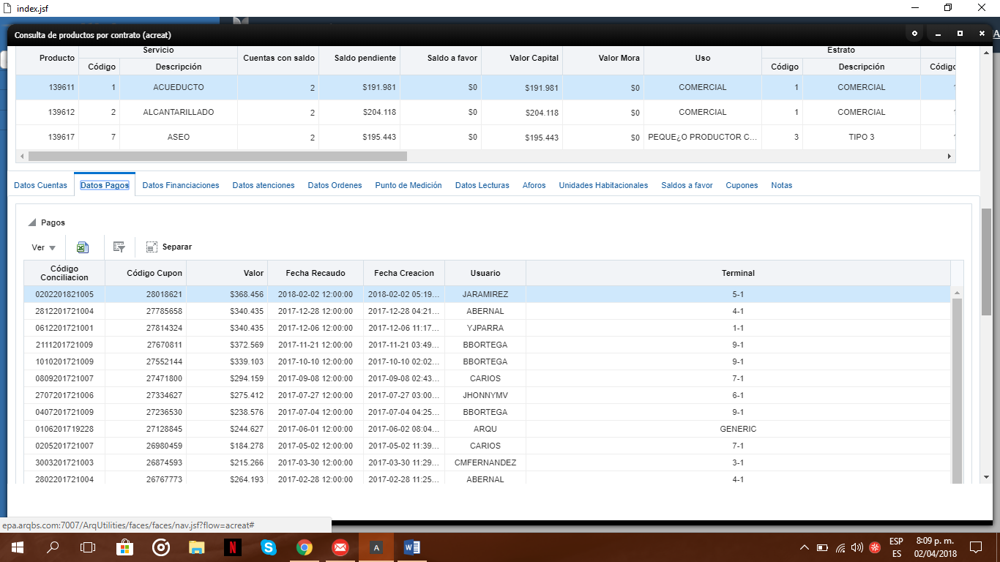 index.jsf
Consulta de productos por contrato (acreat)
Producto Servicio Cuentas con saldo Saldo pendiente Saldo a favor Valor Capital Valor Mora Uso Estrato
Código Descripción Código Descripción Código
139611 1 ACUEDUCTO 2 $191.981 $0 $191.981 $0 COMERCIAL 1 COMERCIAL
139612 2 ALCANTARILLADO 2 $204.118 $0 $204.118 $0 COMERCIAL 1 COMERCIAL
139617 7 ASEO 2 $195.443 $0 $195.443 $0 PEQUE¿O PRODUCTOR C... 3 TIPO 3
Datos Cuentas Datos Pagos Datos Financiaciones Datos atenciones Datos Ordenes Punto de Medición Datos Lecturas Aforos Unidades Habitacionales Saldos a favor Cupones Notas
Pagos
Ver Separar
Código Conciliacion Código Cupon Valor Fecha Recaudo Fecha Creacion Usuario Terminal
0202201821005 28018621 $368.456 2018-02-02 12:00:00 2018-02-02 05:19... JARAMIREZ 5-1
2812201721004 27785658 $340.435 2017-12-28 12:00:00 2017-12-28 04:21... ABERNAL 4-1
0612201721001 27814324 $340.435 2017-12-06 12:00:00 2017-12-06 11:17... YJPARRA 1-1
2111201721009 27670811 $372.569 2017-11-21 12:00:00 2017-11-21 03:49... BBORTEGA 9-1
1010201721009 27552144 $339.103 2017-10-10 12:00:00 2017-10-10 02:02... BBORTEGA 9-1
0809201721007 27471800 $294.159 2017-09-08 12:00:00 2017-09-08 02:43... CARIOS 7-1
2707201721006 27334627 $275.412 2017-07-27 12:00:00 2017-07-27 03:00... JHONNYMV 6-1
0407201721009 27236530 $238.576 2017-07-04 12:00:00 2017-07-04 04:25... BBORTEGA 9-1
0106201719228 27128845 $244.627 2017-06-01 12:00:00 2017-06-02 08:04... ARQU GENERIC
0205201721007 26980459 $184.278 2017-05-02 12:00:00 2017-05-02 11:39... CARIOS 7-1
3003201721003 26874593 $215.266 2017-03-30 12:00:00 2017-03-30 11:29... CMFERNANDEZ 3-1
2802201721004 26767773 $264.193 2017-02-28 12:00:00 2017-02-28 11:25... ABERNAL 4-1
epa.arqbs.com:7007/ArqUtilities/faces/faces/nav.jsf?flow=acreat#
ESP 8:09 p. m.
ES 02/04/2018